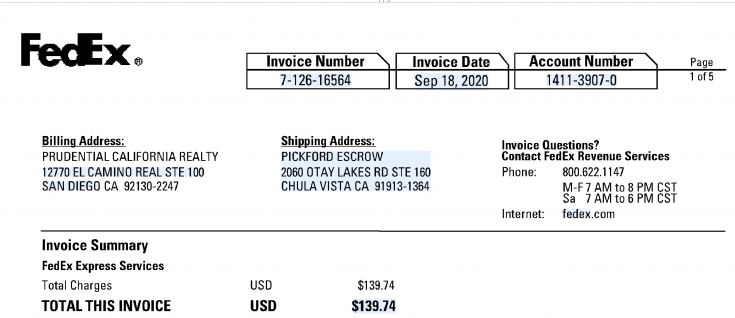 FedEx®
Invoice Number Invoice Date Account Number Page
7-126-16564 Sep 18, 2020 1411-3907-0 1 of 5
Billing Address:
PRUDENTIAL CALIFORNIA REALTY
12770 EL CAMINO REAL STE 100
SAN DIEGO CA 92130-2247
Shipping Address:
PICKFORD ESCROW
2060 OTAY LAKES RD STE 160
CHULA VISTA CA 91913-1364
Invoice Questions?
Contact FedEx Revenue Services
Phone: 800.622.1147
M-F 7 AM to 8 PM CST
Sa 7 AM to 6 PM CST
Internet: fedex.com
Invoice Summary
FedEx Express Services
Total Charges USD $139.74
TOTAL THIS INVOICE USD $139.74